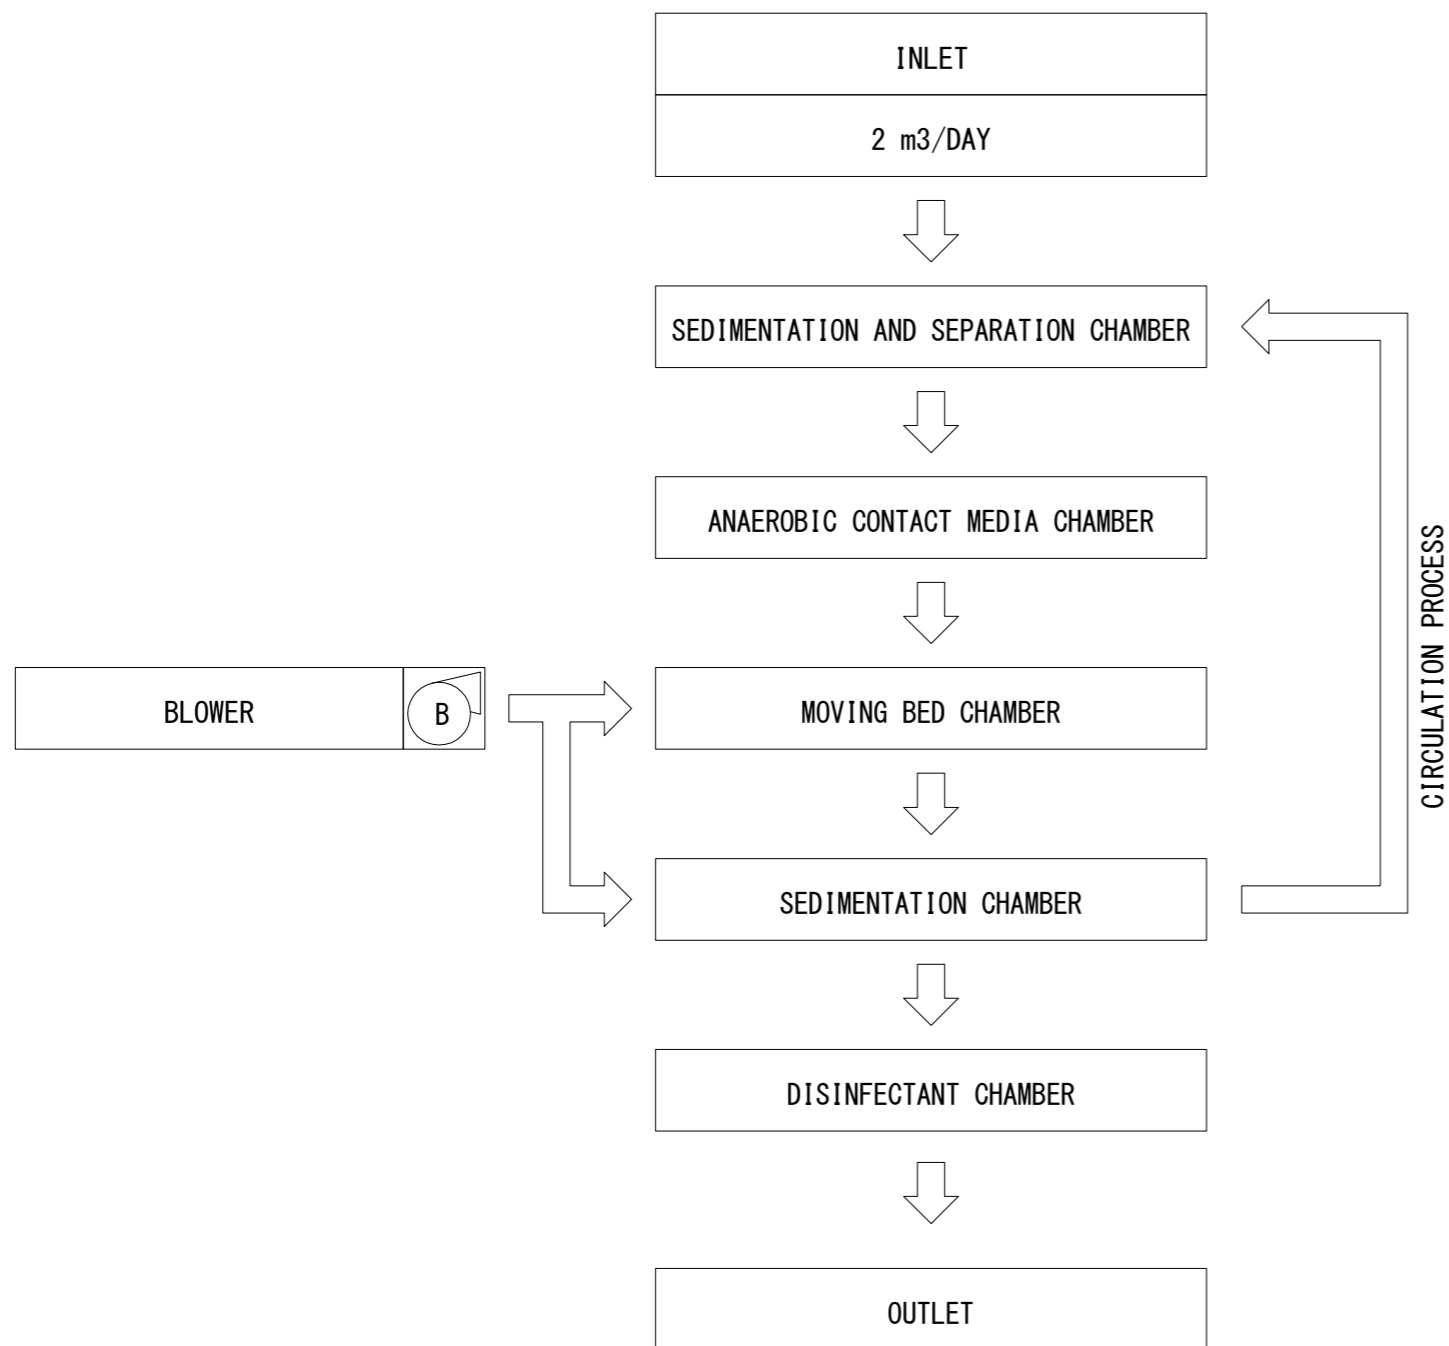 INLET
2 m3/DAY
SEDIMENTATION AND SEPARATION CHAMBER
ANAEROBIC CONTACT MEDIA CHAMBER
BLOWER
B
MOVING BED CHAMBER
CIRCULATION PROCESS
SEDIMENTATION CHAMBER
DISINFECTANT CHAMBER
OUTLET